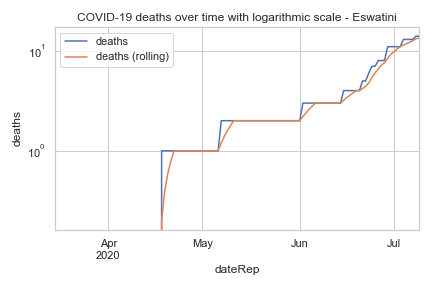 COVID-19 deaths over time with logarithmic scale - Eswatini
deaths
deaths (rolling)
10¹
10⁰
deaths
Apr
2020
May
Jun
Jul
dateRep